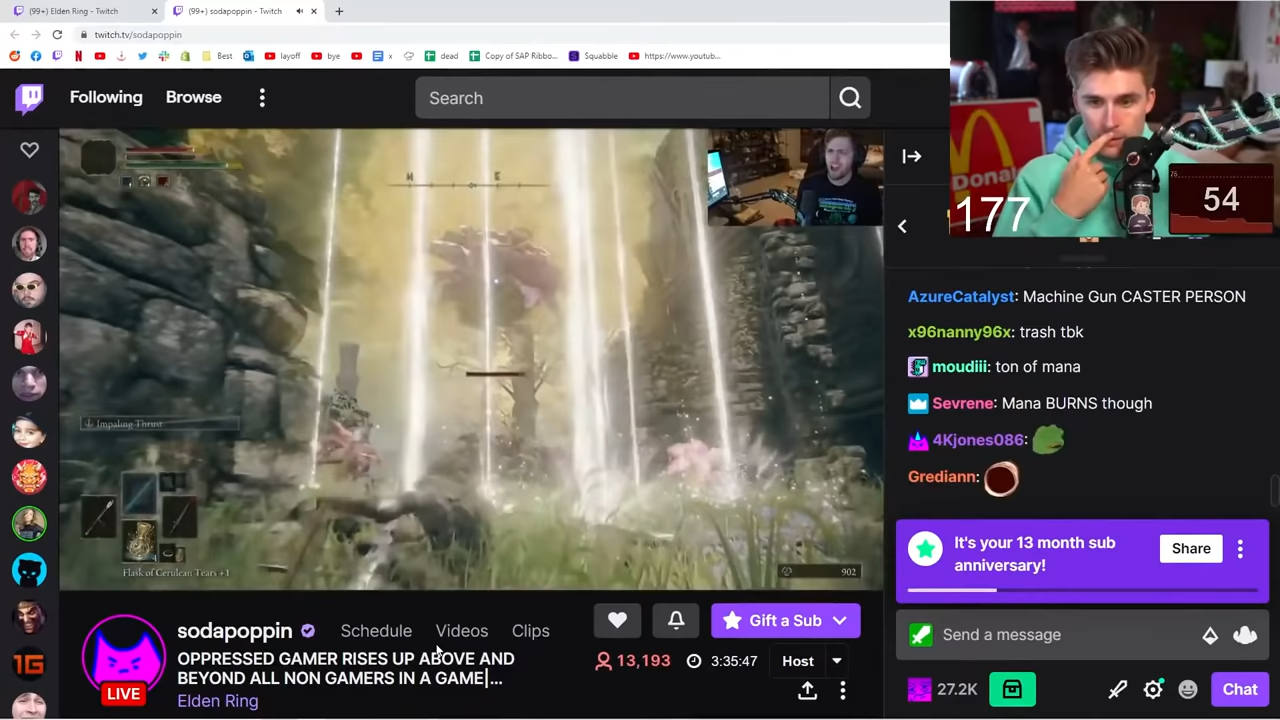 (99+) Elden Ring - Twitch
(99+) sodapoppin - Twitch
twitch.tv/sodapoppin
Best
layoff
bye
x
dead
Copy of SAP Ribbo...
Squabble
https://www.youtub...
Following
Browse
Search
N
E
Donal
177
75
54
AzureCatalyst: Machine Gun CASTER PERSON
x96nanny96x: trash tbk
moudiii: ton of mana
Sevrene: Mana BURNS though
4Kjones086:
Grediann:
Impaling Thrust
Flask of Cerulean Tears +1
902
It's your 13 month sub
anniversary!
Share
Send a message
27.2K
Chat
sodapoppin
Schedule
Videos
Clips
Gift a Sub
OPPRESSED GAMER RISES UP ABOVE AND
BEYOND ALL NON GAMERS IN A GAME|...
13,193
3:35:47
Host
LIVE
Elden Ring
1G